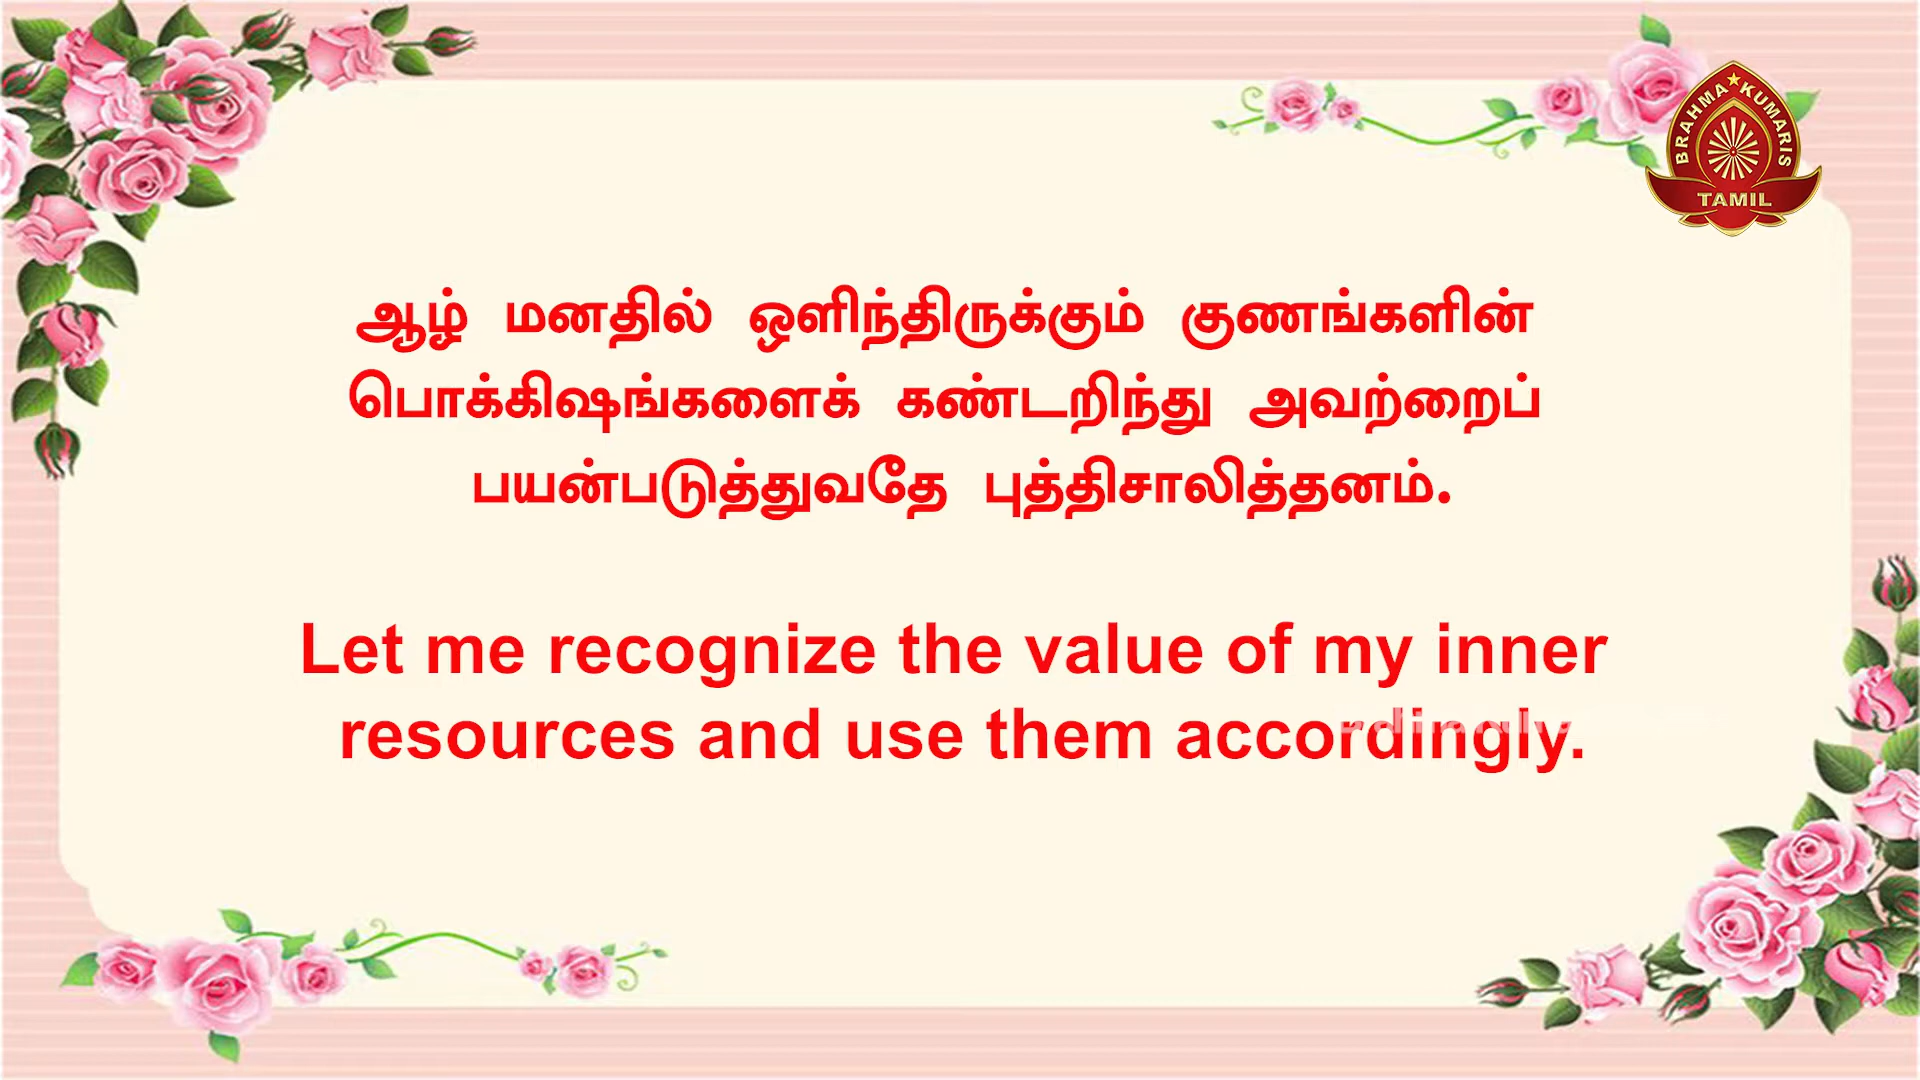 BRAHMA ★ KUMARIS
TAMIL
ஆழ் மனதில் ஒளிந்திருக்கும் குணங்களின்
பொக்கிஷங்களைக் கண்டறிந்து அவற்றைப்
பயன்படுத்துவதே புத்திசாலித்தனம்.
Let me recognize the value of my inner
resources and use them accordingly.